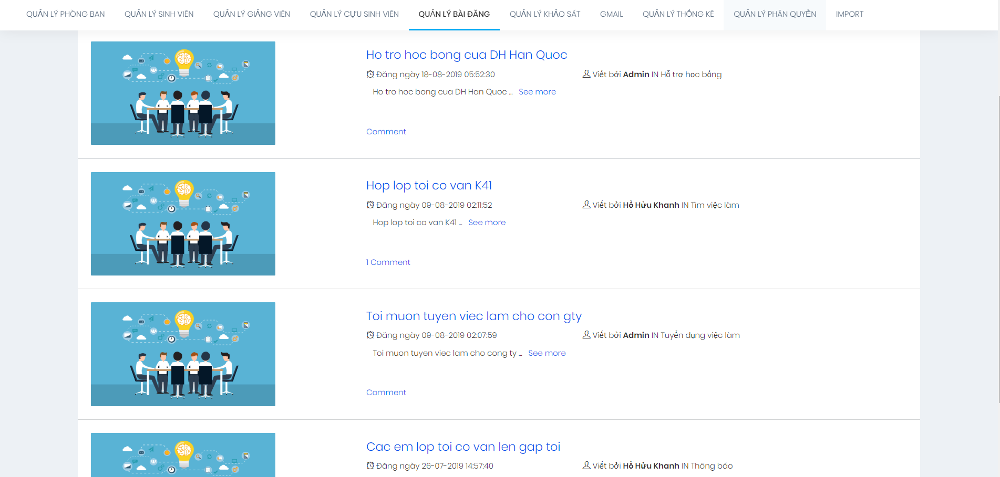 QUẢN LÝ PHÒNG BAN QUẢN LÝ SINH VIÊN QUẢN LÝ GIẢNG VIÊN QUẢN LÝ CỰU SINH VIÊN QUẢN LÝ BÀI ĐĂNG QUẢN LÝ KHẢO SÁT GMAIL QUẢN LÝ THỐNG KÊ QUẢN LÝ PHÂN QUYỀN IMPORT
Ho tro hoc bong cua DH Han Quoc
Đăng ngày 18-08-2019 05:52:30 Viết bởi Admin IN Hỗ trợ học bổng
Ho tro hoc bong cua DH Han Quoc ... See more
Comment
Hop lop toi co van K41
Đăng ngày 09-08-2019 02:11:52 Viết bởi Hồ Hữu Khanh IN Tìm việc làm
Hop lop toi co van K41 ... See more
1 Comment
Toi muon tuyen viec lam cho con gty
Đăng ngày 09-08-2019 02:07:59 Viết bởi Admin IN Tuyển dụng việc làm
Toi muon tuyen viec lam cho cong ty ... See more
Comment
Cac em lop toi co van len gap toi
Đăng ngày 26-07-2019 14:57:40 Viết bởi Hồ Hữu Khanh IN Thông báo